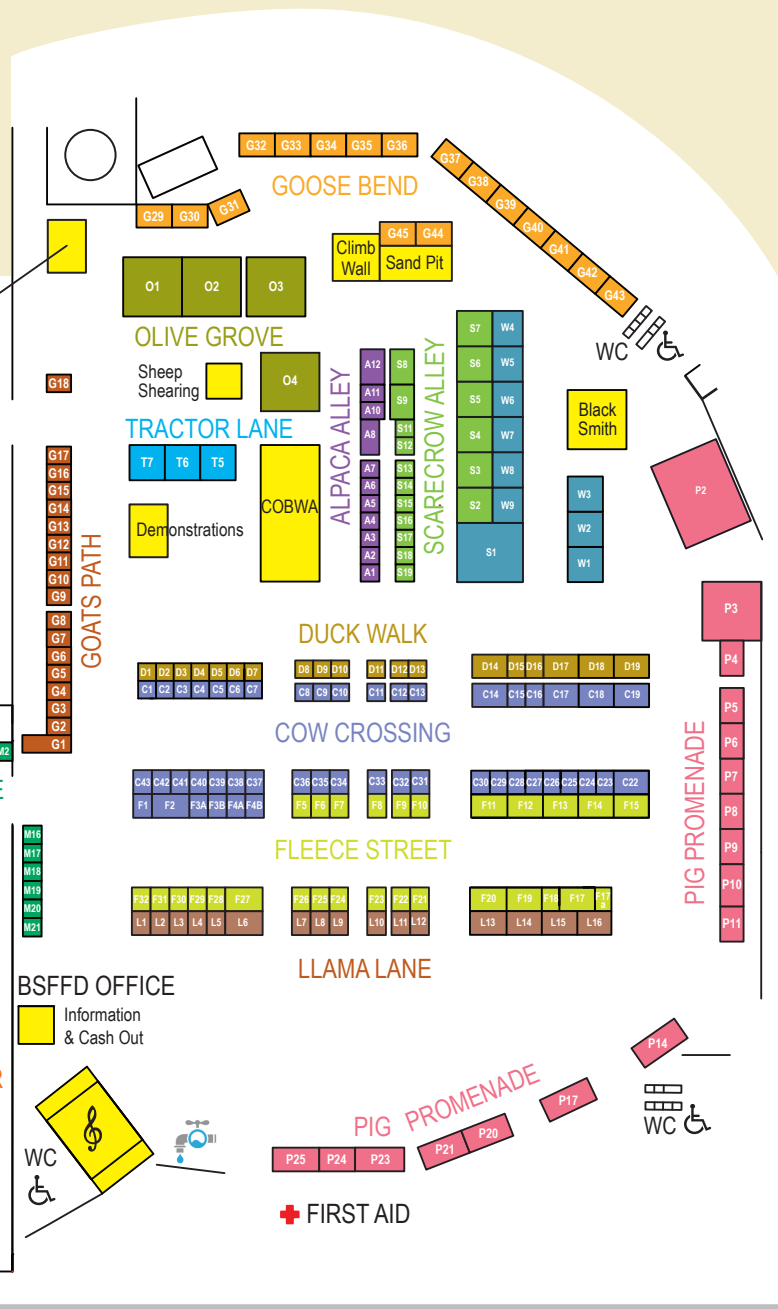 G32 G33 G34 G35 G36
G37
G38
G39
G40
G41
G42
G43
GOOSE BEND
G29 G30 G31
G45 G44
Climb
Wall
Sand Pit
O1 O2 O3
OLIVE GROVE
WC
Sheep
Shearing
O4
G18
TRACTOR LANE
T7 T6 T5
Demonstrations
COBWA
ALPACA ALLEY
A12
A11
A10
A8
A7
A6
A5
A4
A3
A2
A1
S8
S9
S11
S12
S13
S14
S15
S16
S17
S18
S19
SCARECROW ALLEY
S7 W4
S6 W5
S5 W6
S4 W7
S3 W8
S2 W9
S1
Black
Smith
W3
W2
W1
P2
P3
P4
P5
P6
P7
P8
P9
P10
P11
PIG PROMENADE
G17
G16
G15
G14
G13
G12
G11
G10
G9
G8
G7
G6
G5
G4
G3
G2
G1
GOATS PATH
M2
E
DUCK WALK
D1 D2 D3 D4 D5 D6 D7 D8 D9 D10 D11 D12 D13 D14 D15 D16 D17 D18 D19
C1 C2 C3 C4 C5 C6 C7 C8 C9 C10 C11 C12 C13 C14 C15 C16 C17 C18 C19
COW CROSSING
C43 C42 C41 C40 C39 C38 C37 C36 C35 C34 C33 C32 C31 C30 C29 C28 C27 C26 C25 C24 C23 C22
F1 F2 F3A F3B F4A F4B F5 F6 F7 F8 F9 F10 F11 F12 F13 F14 F15
FLEECE STREET
M16
M17
M18
M19
M20
M21
F32 F31 F30 F29 F28 F27 F26 F25 F24 F23 F22 F21 F20 F19 F18 F17 F17
a
L1 L2 L3 L4 L5 L6 L7 L8 L9 L10 L11 L12 L13 L14 L15 L16
LLAMA LANE
BSFFD OFFICE
Information
& Cash Out
R
WC
P14
WC
P17
PIG PROMENADE
P25 P24 P23 P21 P20
FIRST AID